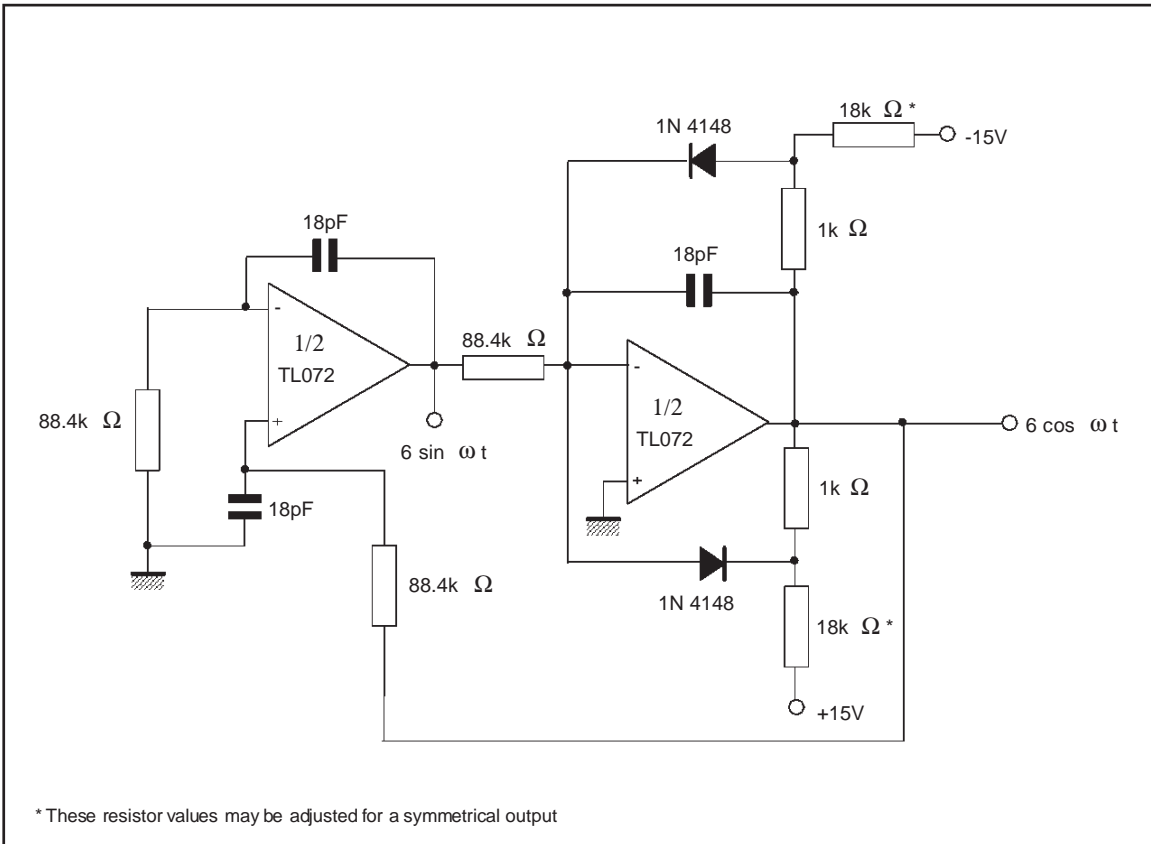 18k Ω *
1N 4148
-15V
18pF
1k Ω
18pF
-
1/2
TL072
88.4k Ω
-
1/2
TL072
88.4k Ω
+
6 sin ω t
6 cos ω t
+
1k Ω
18pF
88.4k Ω
1N 4148
18k Ω *
+15V
* These resistor values may be adjusted for a symmetrical output